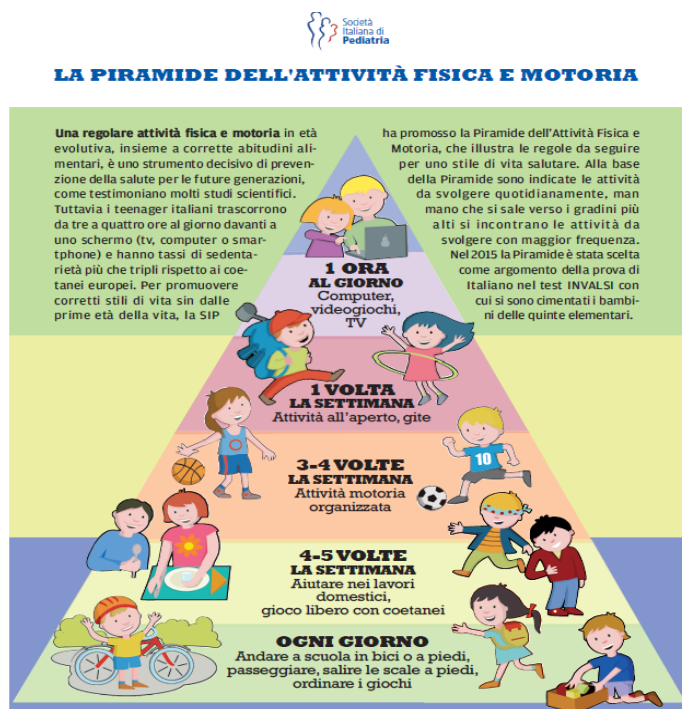 Società
Italiana di
Pediatria
LA PIRAMIDE DELL'ATTIVITÀ FISICA E MOTORIA
Una regolare attività fisica e motoria in età
evolutiva, insieme a corrette abitudini ali-
mentari, è uno strumento decisivo di preven-
zione della salute per le future generazioni,
come testimoniano molti studi scientifici.
Tuttavia i teenager italiani trascorrono
da tre a quattro ore al giorno davanti a
uno schermo (tv, computer o smar-
tphone) e hanno tassi di sedenta-
rietà più che tripli rispetto ai coe-
tanei europei. Per promuovere
corretti stili di vita sin dalle
prime età della vita, la SIP
ha promosso la Piramide dell'Attività Fisica e
Motoria, che illustra le regole da seguire
per uno stile di vita salutare. Alla base
della Piramide sono indicate le attività
da svolgere quotidianamente, man
mano che si sale verso i gradini più
alti si incontrano le attività da
svolgere con maggior frequenza.
Nel 2015 la Piramide è stata scelta
come argomento della prova di
Italiano nel test INVALSI con
cui si sono cimentati i bambi-
ni delle quinte elementari.
1 ORA
AL GIORNO
Computer,
videogiochi,
TV
1 VOLTA
LA SETTIMANA
Attività all'aperto, gite
3-4 VOLTE
LA SETTIMANA
Attività motoria
organizzata
10
4-5 VOLTE
LA SETTIMANA
Aiutare nei lavori
domestici,
gioco libero con coetanei
OGNI GIORNO
Andare a scuola in bici o a piedi,
passeggiare, salire le scale a piedi,
ordinare i giochi